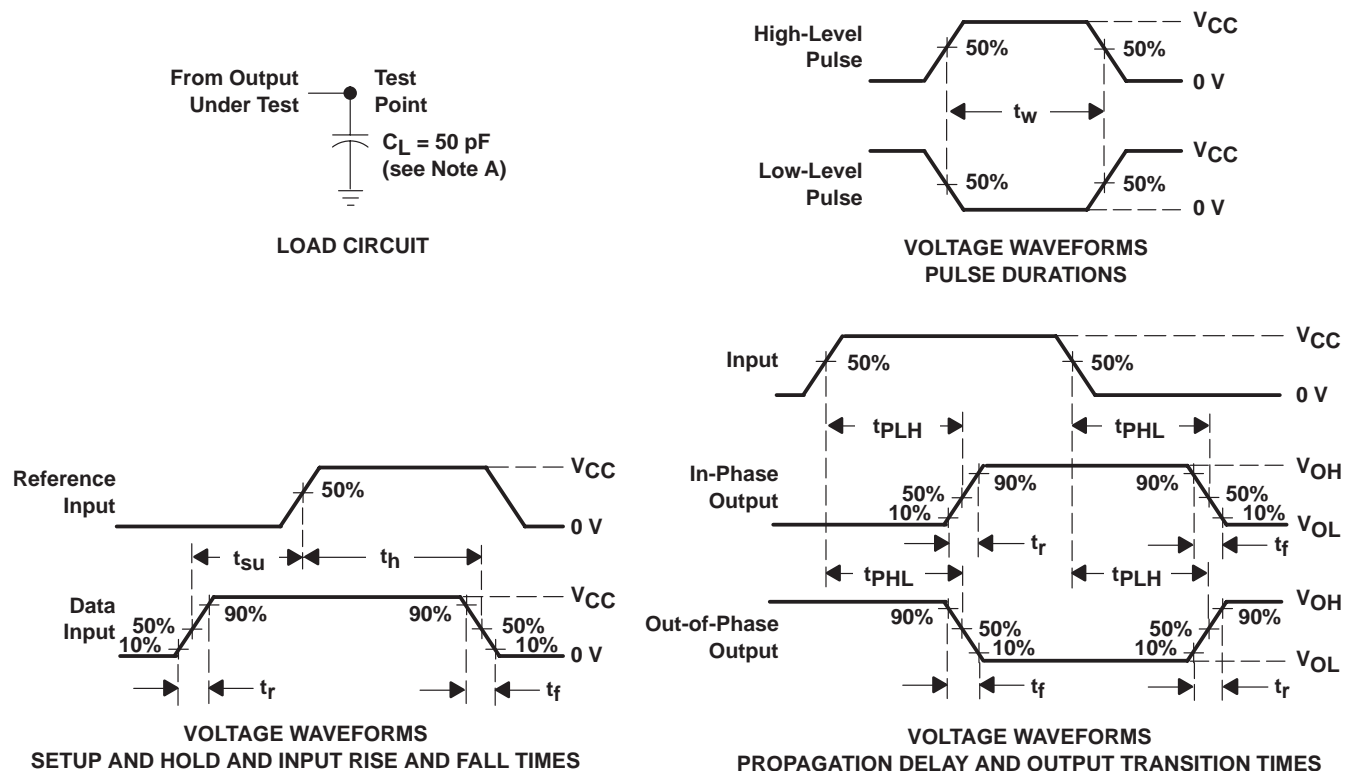 From Output
Under Test
Test
Point
CL = 50 pF
(see Note A)
LOAD CIRCUIT
High-Level
Pulse
50%
50%
VCC
0 V
tw
Low-Level
Pulse
50%
50%
VCC
0 V
VOLTAGE WAVEFORMS
PULSE DURATIONS
Reference
Input
50%
VCC
0 V
tsu
th
Data
Input
50%
10%
90%
90%
50%
10%
VCC
0 V
tr
tf
VOLTAGE WAVEFORMS
SETUP AND HOLD AND INPUT RISE AND FALL TIMES
Input
50%
50%
VCC
0 V
tPLH
tPHL
In-Phase
Output
50%
10%
90%
90%
50%
10%
VOH
VOL
tr
tf
tPHL
tPLH
Out-of-Phase
Output
90%
50%
10%
50%
10%
90%
VOH
VOL
tf
tr
VOLTAGE WAVEFORMS
PROPAGATION DELAY AND OUTPUT TRANSITION TIMES